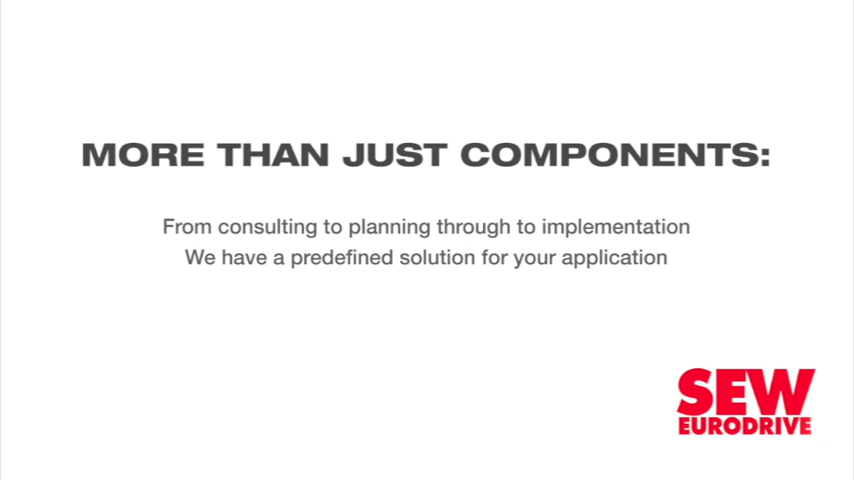 MORE THAN JUST COMPONENTS:
From consulting to planning through to implementation
We have a predefined solution for your application
SEW
EURODRIVE